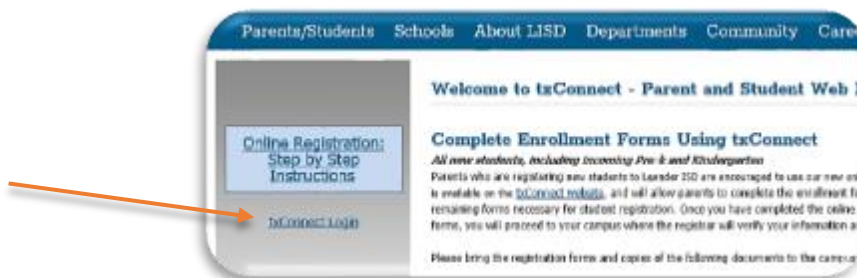 Parents/Students Schools About LISD Departments Community Caree
Welcome to txConnect - Parent and Student Web
Online Registration:
Step by Step
Instructions
txConnect Login
Complete Enrollment Forms Using txConnect
All new students, including incoming Pre-k and Kindergarten
Parents who are registering new students to Leander ISD are encouraged to use our new on
is available on the txConnect website, and will allow parents to complete the enrollment f
remaining forms necessary for student registration. Once you have completed the online
forms, you will proceed to your campus where the registrar will verify your information a
Please bring the registration forms and copies of the following documents to the campus